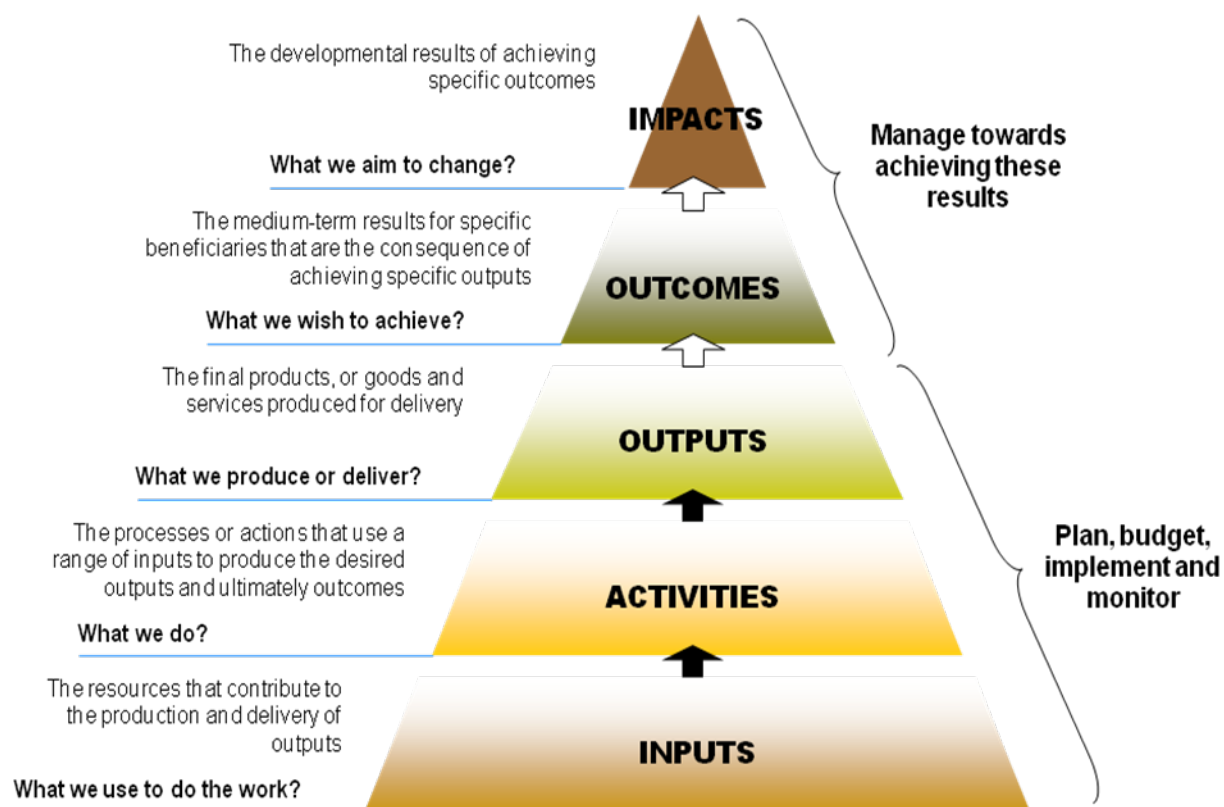 The developmental results of achieving
specific outcomes
IMPACTS
What we aim to change?
Manage towards
achieving these
results
The medium-term results for specific
beneficiaries that are the consequence of
achieving specific outputs
OUTCOMES
What we wish to achieve?
The final products, or goods and
services produced for delivery
OUTPUTS
What we produce or deliver?
The processes or actions that use a
range of inputs to produce the desired
outputs and ultimately outcomes
ACTIVITIES
What we do?
Plan, budget,
implement and
monitor
The resources that contribute to
the production and delivery of
outputs
INPUTS
What we use to do the work?